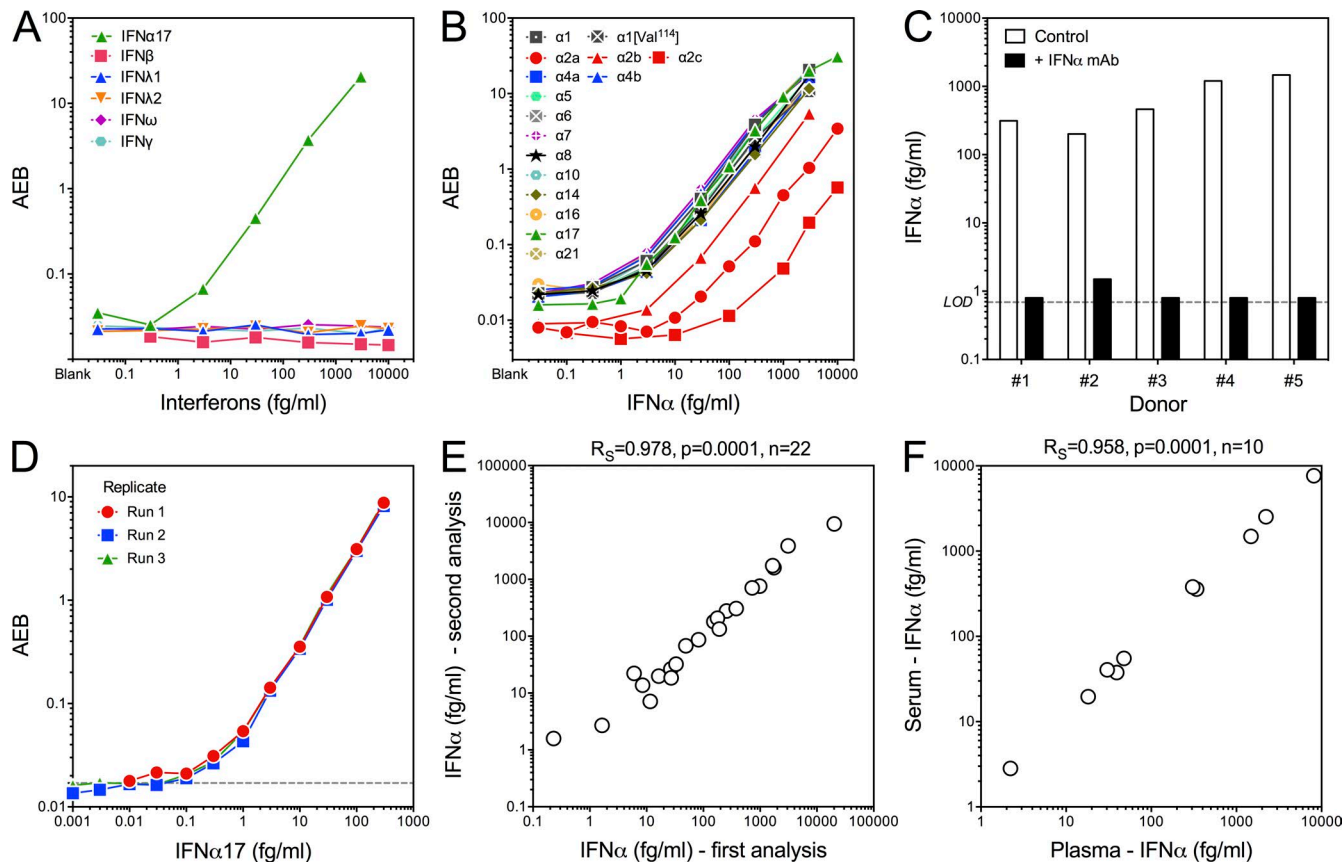 A
100
10
1
0.1
AEB
IFNα17
IFNβ
IFNλ1
IFNλ2
IFNω
IFNγ
Blank
0.1
1
10
100
1000
10000
Interferons (fg/ml)
B
100
10
1
0.1
0.01
AEB
α1
α1[Val114]
α2a
α2b
α2c
α4a
α4b
α5
α6
α7
α8
α10
α14
α16
α17
α21
Blank
0.1
1
10
100
1000
10000
IFNα (fg/ml)
C
10000
1000
100
10
1
0.1
IFNα (fg/ml)
Control
+ IFNα mAb
LOD
#1
#2
#3
#4
#5
Donor
D
10
1
0.1
0.01
AEB
Replicate
Run 1
Run 2
Run 3
0.001
0.01
0.1
1
10
100
1000
IFNα17 (fg/ml)
E
RS=0.978, p=0.0001, n=22
100000
10000
1000
100
10
1
0.1
IFNα (fg/ml) - second analysis
0.1
1
10
100
1000
10000
100000
IFNα (fg/ml) - first analysis
F
RS=0.958, p=0.0001, n=10
10000
1000
100
10
1
Serum - IFNα (fg/ml)
1
10
100
1000
10000
Plasma - IFNα (fg/ml)